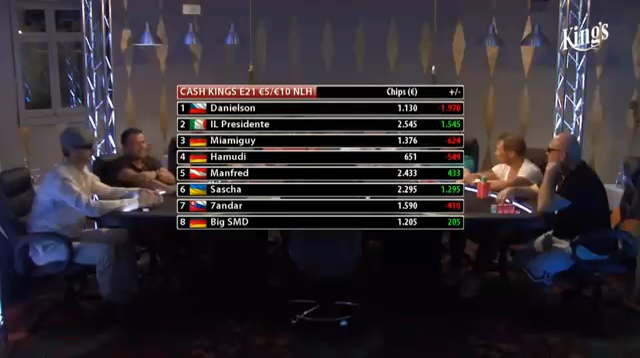 King's
CASH KINGS E21 €5/€10 NLH Chips (€) +/-
1 Danielson 1.130 -1.970
2 IL Presidente 2.545 1.545
3 Miamiguy 1.376 -624
4 Hamudi 651 -549
5 Manfred 2.433 433
6 Sascha 2.295 1.295
7 7andar 1.590 -410
8 Big SMD 1.205 205